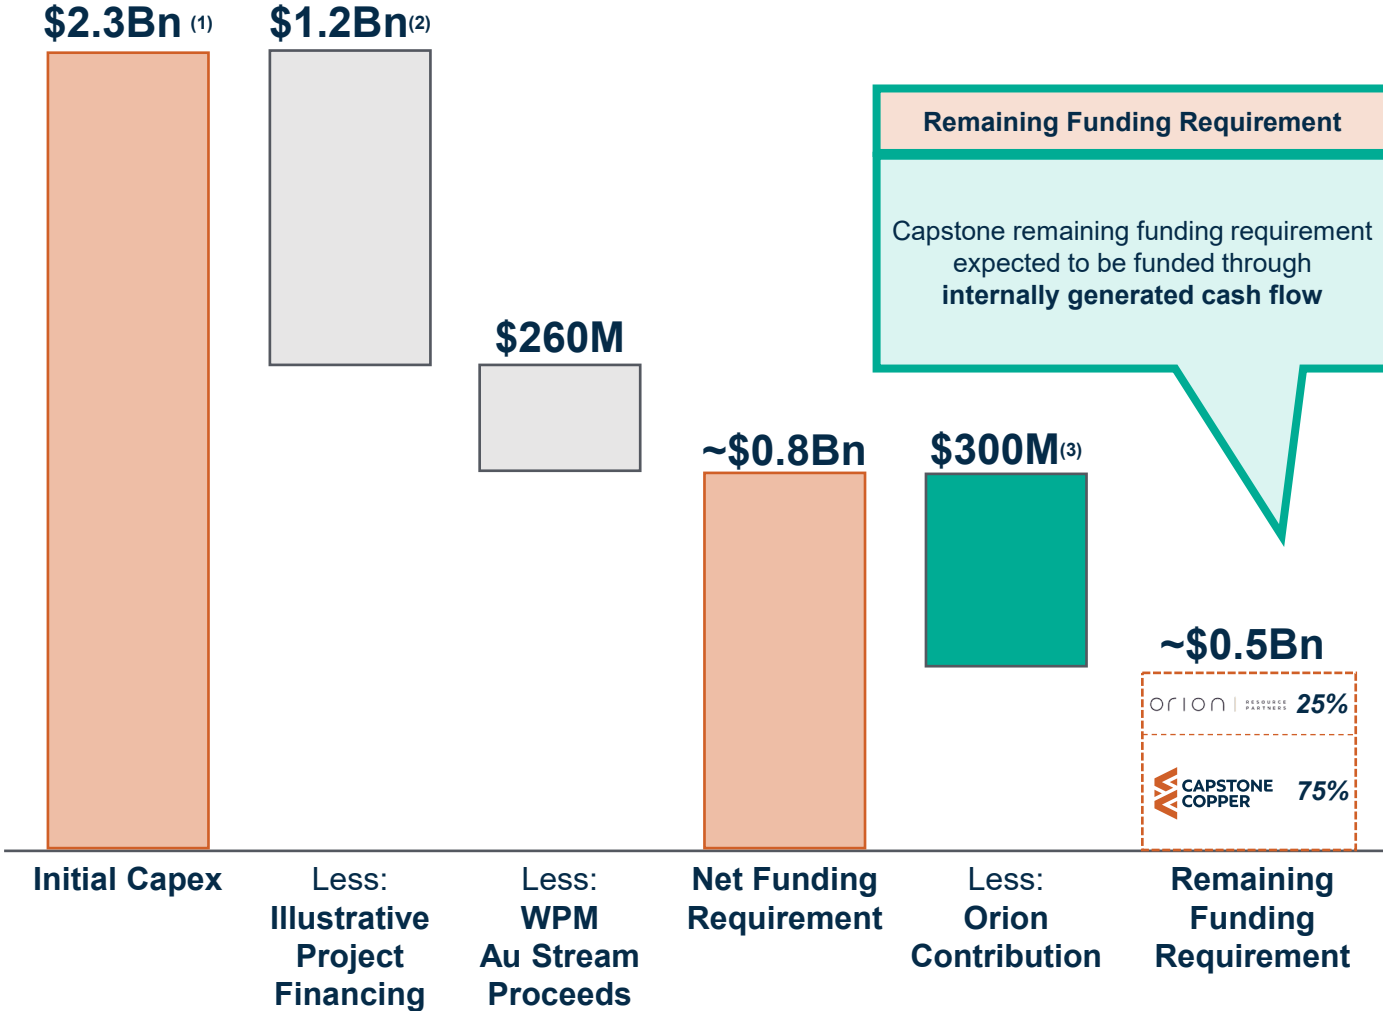 $2.3Bn (1)
$1.2Bn(2)
Remaining Funding Requirement
Capstone remaining funding requirement
expected to be funded through
internally generated cash flow
$260M
~$0.8Bn
$300M(3)
~$0.5Bn
orion | RESOURCE PARTNERS 25%
CAPSTONE
COPPER
75%
Initial Capex
Less:
Illustrative
Project
Financing
Less:
WPM
Au Stream
Proceeds
Net Funding
Requirement
Less:
Orion
Contribution
Remaining
Funding
Requirement